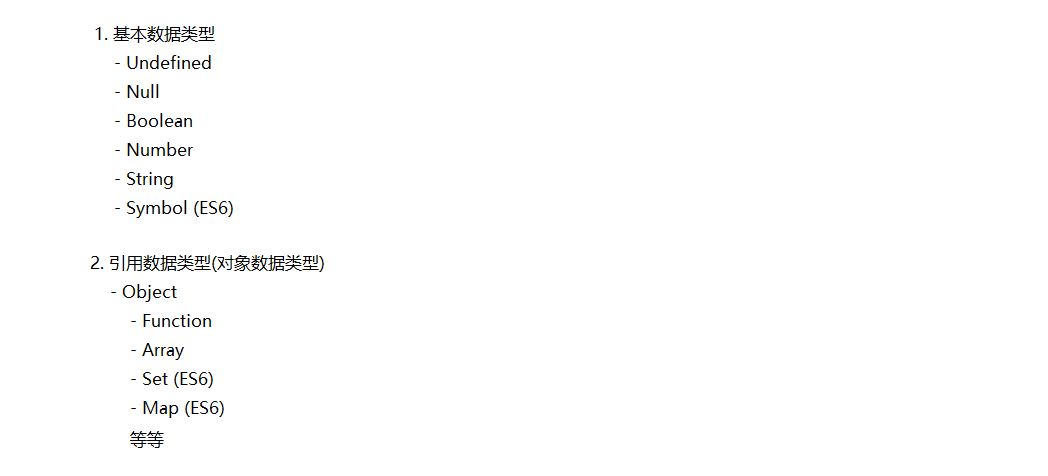 1. 基本数据类型
- Undefined
- Null
- Boolean
- Number
- String
- Symbol (ES6)
2. 引用数据类型(对象数据类型)
- Object
- Function
- Array
- Set (ES6)
- Map (ES6)
等等